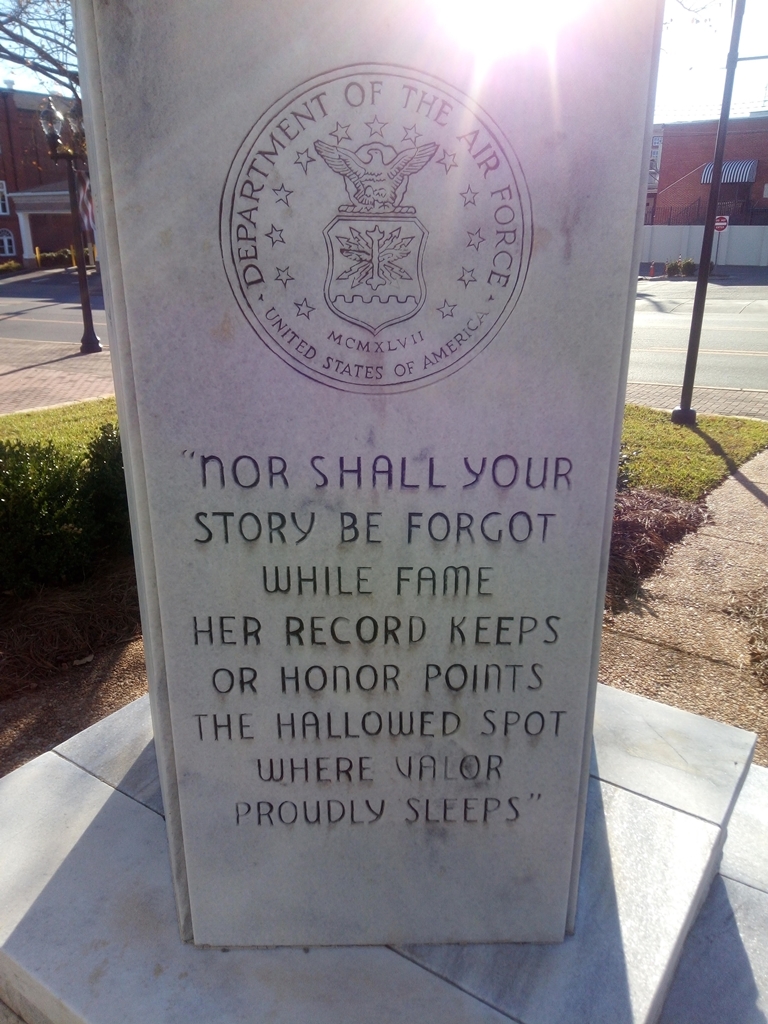 DEPARTMENT OF THE AIR FORCE
MCMXLVII
UNITED STATES OF AMERICA
"NOR SHALL YOUR
STORY BE FORGOT
WHILE FAME
HER RECORD KEEPS
OR HONOR POINTS
THE HALLOWED SPOT
WHERE VALOR
PROUDLY SLEEPS"